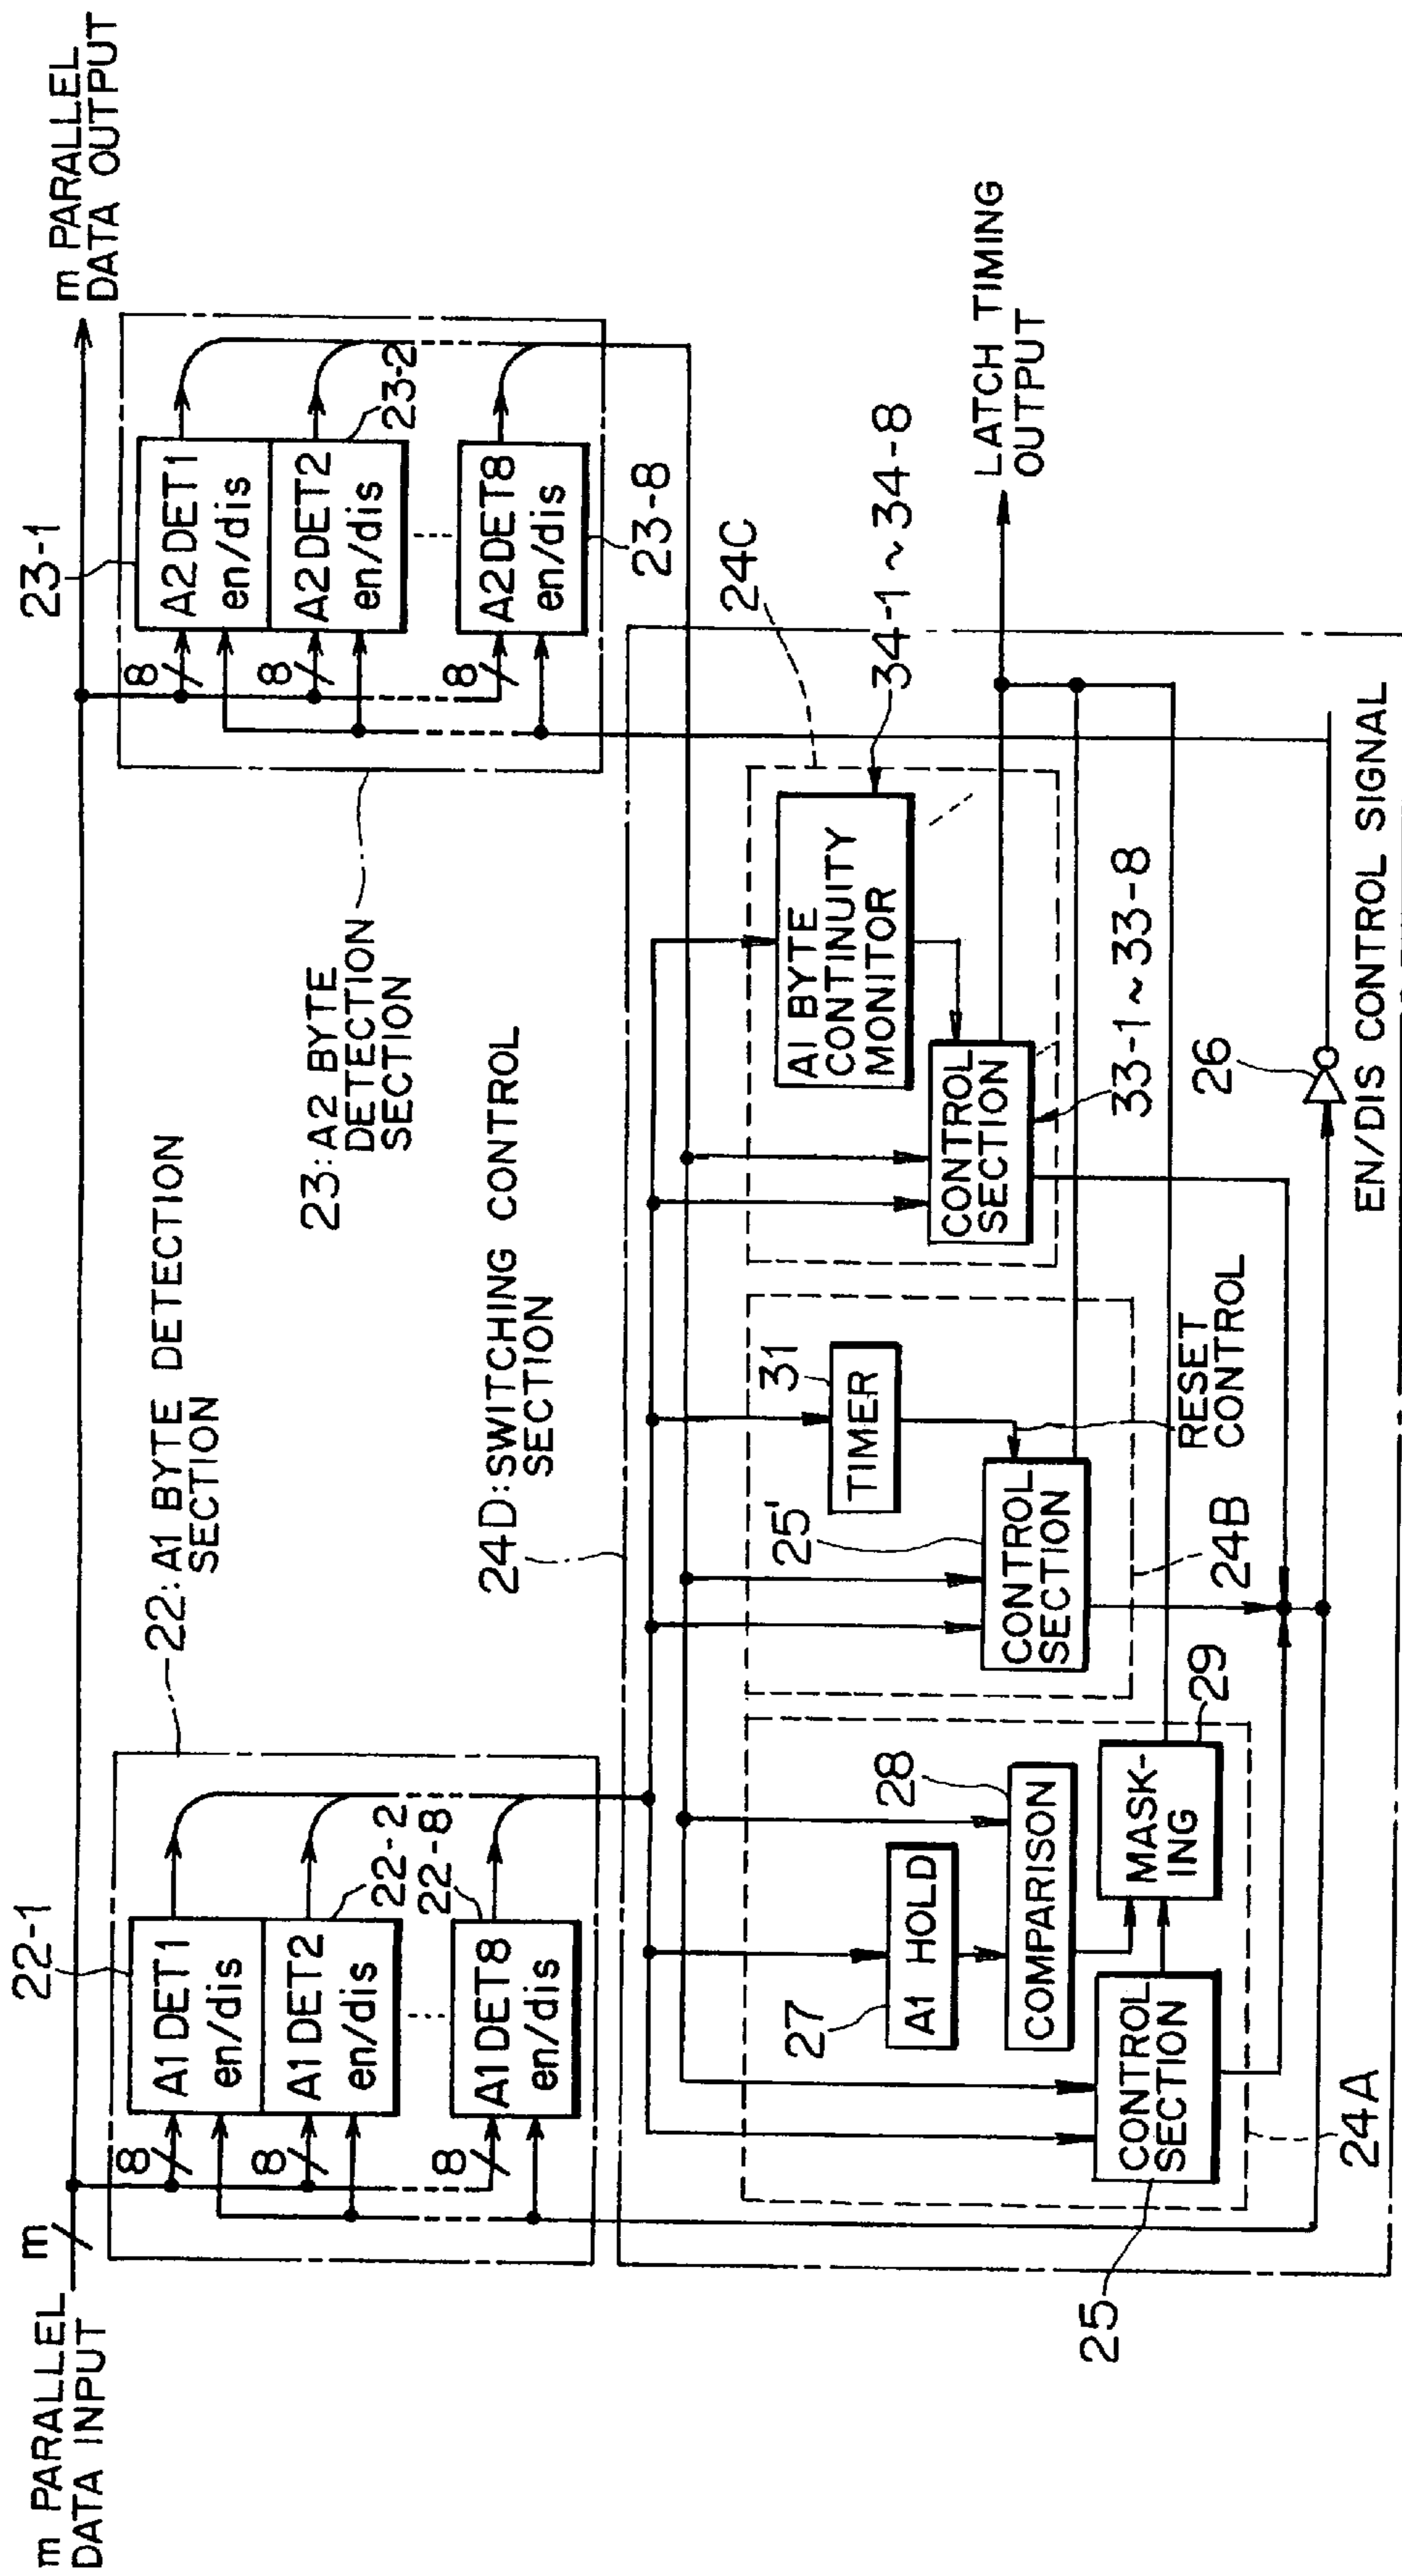 m PARALLEL
DATA INPUT
m
22-1
22: A1 BYTE DETECTION
SECTION
8
A1 DET1
en/dis
8
A1 DET2
en/dis
22-2
22-8
8
A1 DET8
en/dis
m PARALLEL
DATA OUTPUT
23-1
23: A2 BYTE
DETECTION
SECTION
8
A2 DET1
en/dis
8
A2 DET2
en/dis
23-2
8
A2 DET8
en/dis
23-8
24D: SWITCHING CONTROL
SECTION
27
A1 HOLD
28
COMPARISON
29
MASK-
ING
25
CONTROL
SECTION
24A
31
TIMER
25'
CONTROL
SECTION
RESET
CONTROL
24B
24C
34-1 ~ 34-8
A1 BYTE
CONTINUITY
MONITOR
CONTROL
SECTION
33-1 ~ 33-8
LATCH TIMING
OUTPUT
26
EN/DIS CONTROL SIGNAL